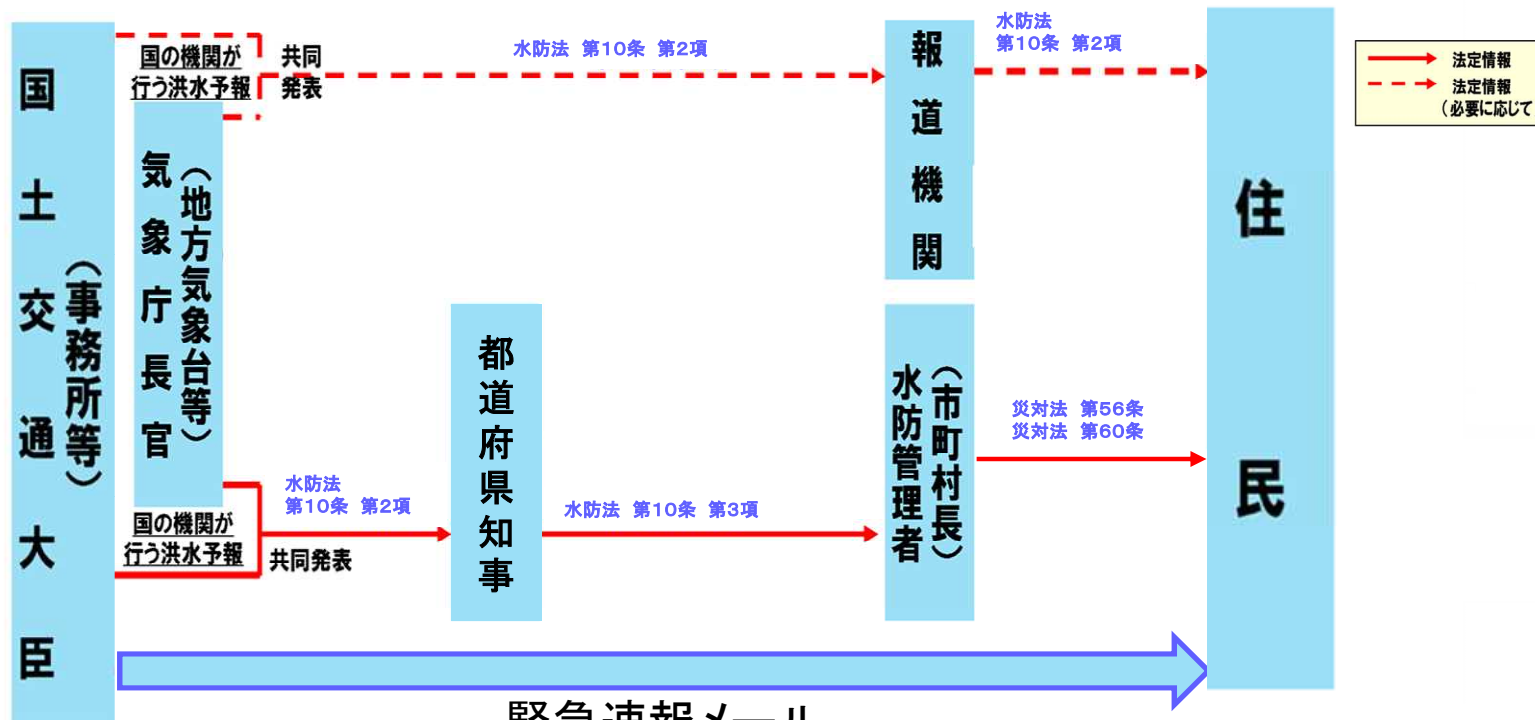 国土交通大臣
（事務所等）
国の機関が
行う洪水予報
共同
発表
気象庁長官
（地方気象台等）
国の機関が
行う洪水予報
共同発表
水防法 第10条 第2項
水防法
第10条 第2項
都道府県知事
水防法 第10条 第3項
報道機関
水防法
第10条 第2項
水防管理者
（市町村長）
災対法 第56条
災対法 第60条
住民
法定情報
法定情報
（必要に応じて
緊急速報メール